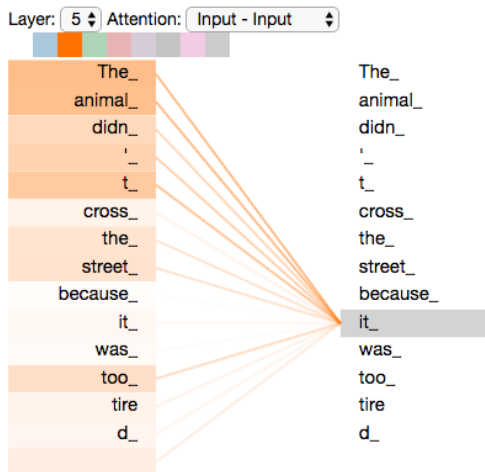 Layer: 5 Attention: Input - Input
The_ The_
animal_ animal_
didn_ didn_
'_ '_
t_ t_
cross_ cross_
the_ the_
street_ street_
because_ because_
it_ it_
was_ was_
too_ too_
tire tire
d_ d_